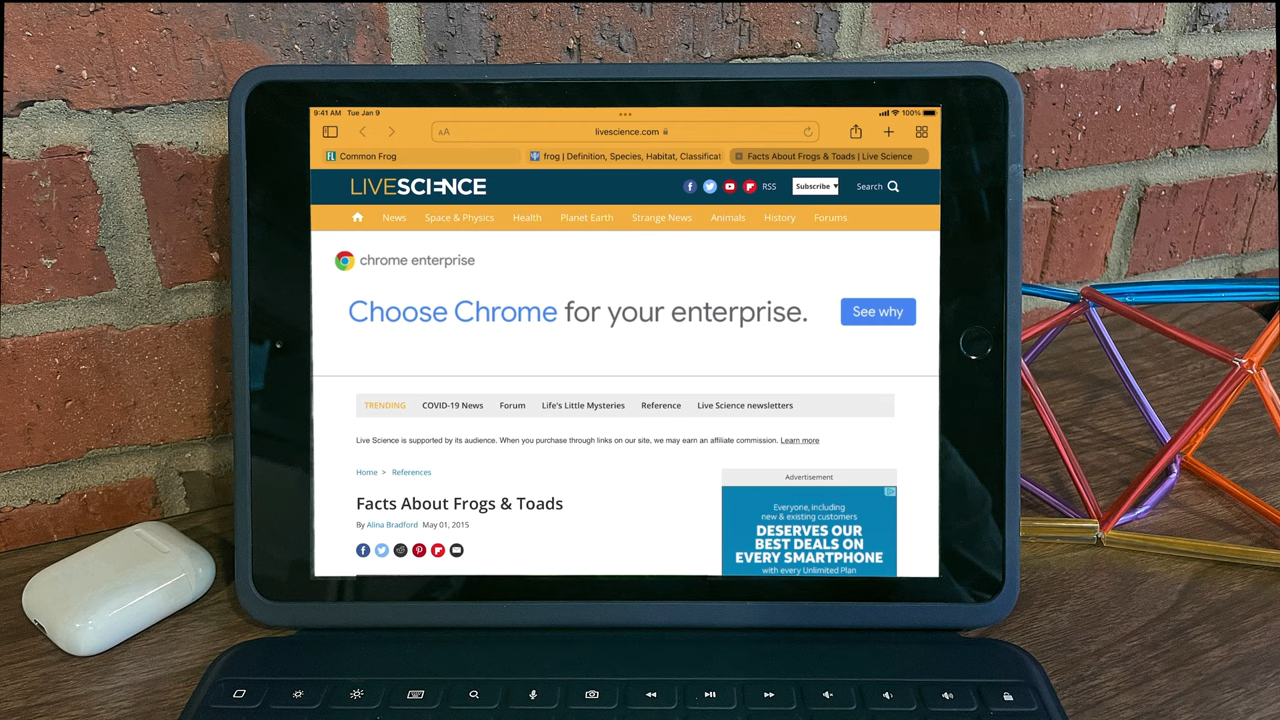 9:41 AM Tue Jan 9
100%
AA
livescience.com
Common Frog
frog | Definition, Species, Habitat, Classificat
Facts About Frogs & Toads | Live Science
LIVESCIENCE
RSS
Subscribe
Search
News
Space & Physics
Health
Planet Earth
Strange News
Animals
History
Forums
chrome enterprise
Choose Chrome for your enterprise.
See why
TRENDING
COVID-19 News
Forum
Life's Little Mysteries
Reference
Live Science newsletters
Live Science is supported by its audience. When you purchase through links on our site, we may earn an affiliate commission. Learn more
Home > References
Facts About Frogs & Toads
By Alina Bradford May 01, 2015
Advertisement
Everyone, including
new & existing customers
DESERVES OUR
BEST DEALS ON
EVERY SMARTPHONE
with every Unlimited Plan